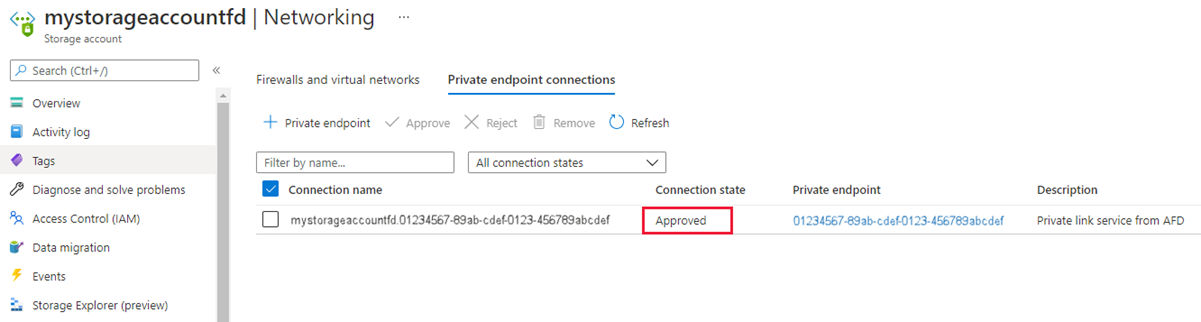 mystorageaccountfd | Networking ...
Storage account
Search (Ctrl+/)
«
Overview
Activity log
Tags
Diagnose and solve problems
Access Control (IAM)
Data migration
Events
Storage Explorer (preview)
Firewalls and virtual networks Private endpoint connections
+ Private endpoint Approve Reject Remove Refresh
Filter by name... All connection states
Connection name Connection state Private endpoint Description
mystorageaccountfd.01234567-89ab-cdef-0123-456789abcdef Approved 01234567-89ab-cdef-0123-456789abcdef Private link service from AFD